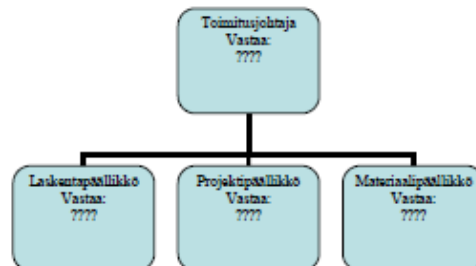 Toimitusjohtaja
Vastaa:
????
Laskentapäällikkö
Vastaa:
????
Projektipäällikkö
Vastaa:
????
Materiaalipäällikkö
Vastaa:
????